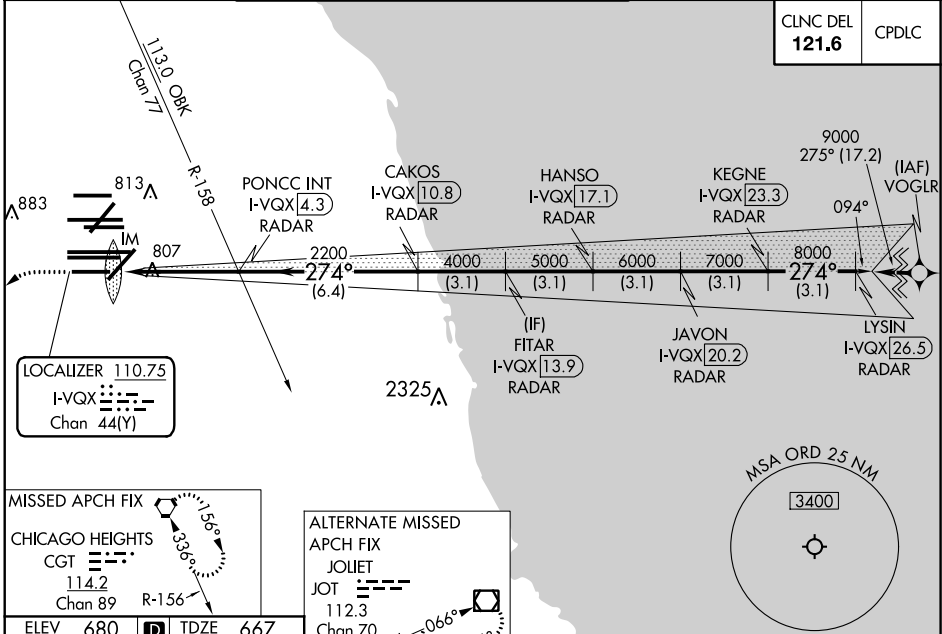 CLNC DEL
121.6
CPDLC
113.0 OBK
Chan 77
R-158
883
813
IM
807
PONCC INT
I-VQX 4.3
RADAR
CAKOS
I-VQX 10.8
RADAR
HANSO
I-VQX 17.1
RADAR
KEGNE
I-VQX 23.3
RADAR
9000
275° (17.2)
(IAF)
VOGLR
094°
2200
274°
(6.4)
4000
(3.1)
5000
(3.1)
6000
(3.1)
7000
(3.1)
8000
274°
(3.1)
(IF)
FITAR
I-VQX 13.9
RADAR
JAVON
I-VQX 20.2
RADAR
LYSIN
I-VQX 26.5
RADAR
LOCALIZER 110.75
I-VQX
Chan 44(Y)
2325
MSA ORD 25 NM
3400
MISSED APCH FIX
CHICAGO HEIGHTS
CGT
114.2
Chan 89
R-156
336°
156°
ALTERNATE MISSED
APCH FIX
JOLIET
JOT
112.3
Chan 70
066°
ELEV 680
D
TDZE 667